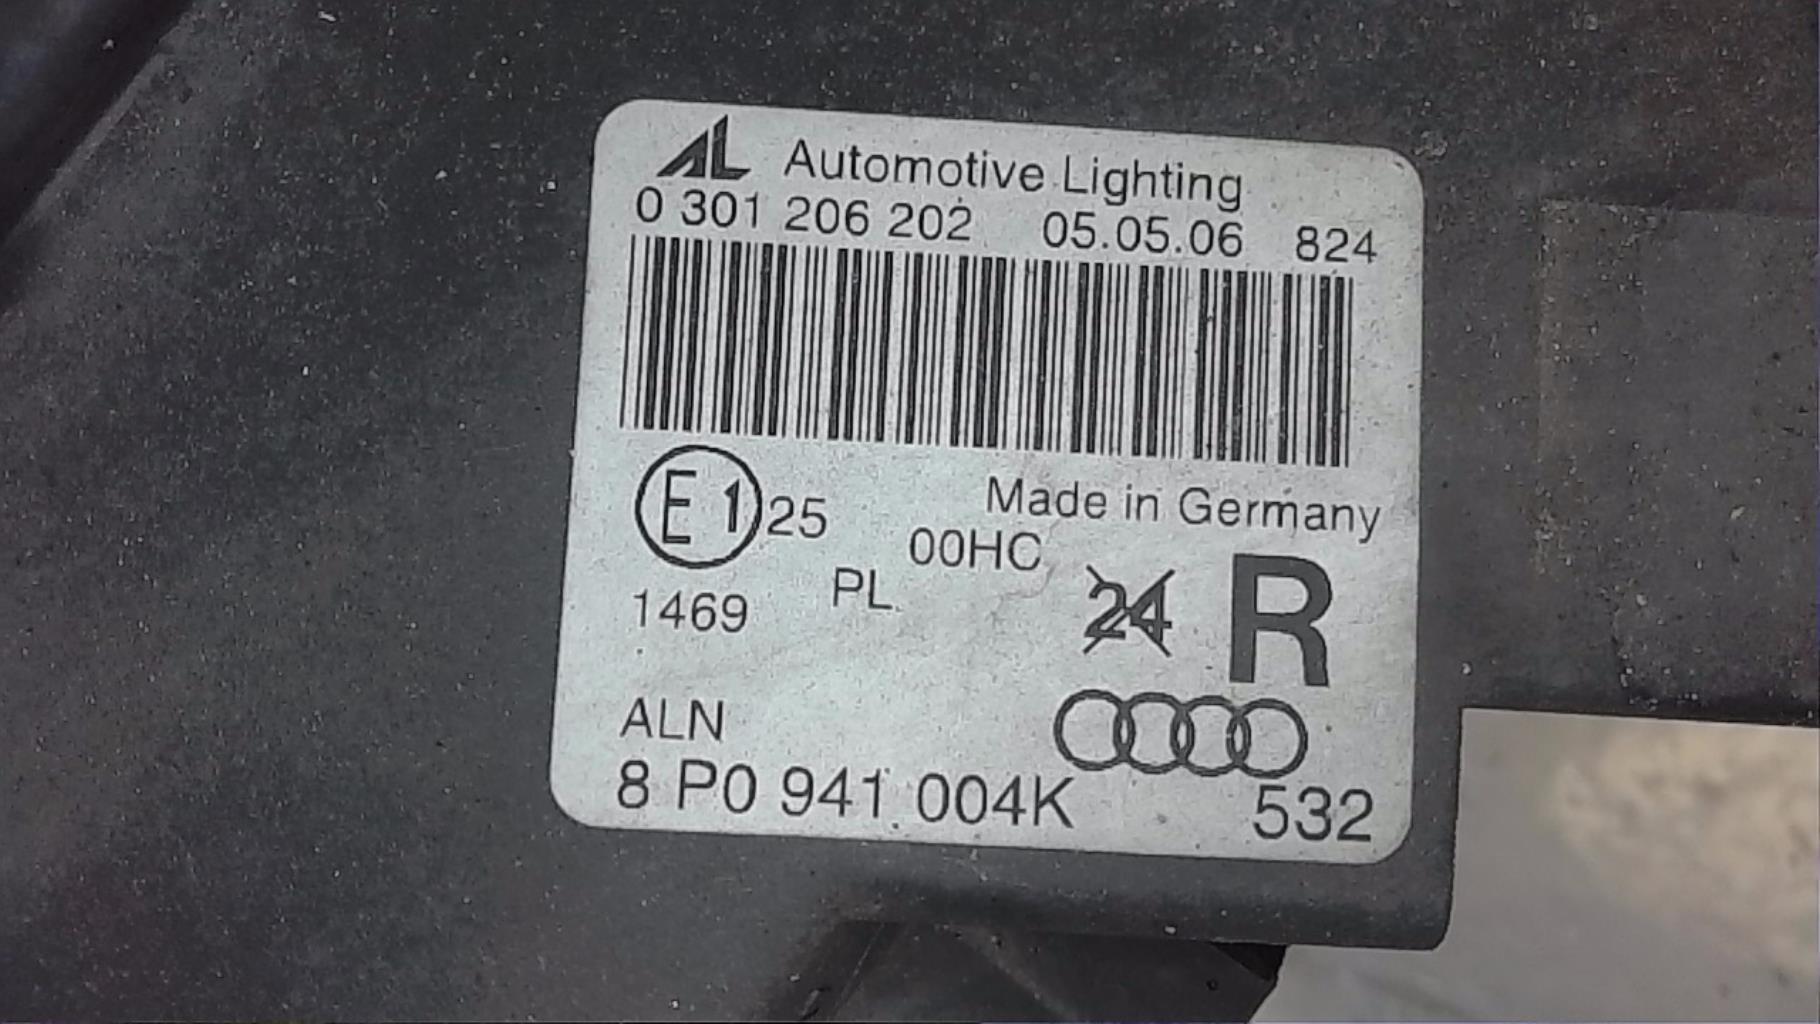 AL Automotive Lighting
0 301 206 202 05.05.06 824
Made in Germany
E1 25 00HC
1469 PL 24 R
ALN
8 P0 941 004K 532